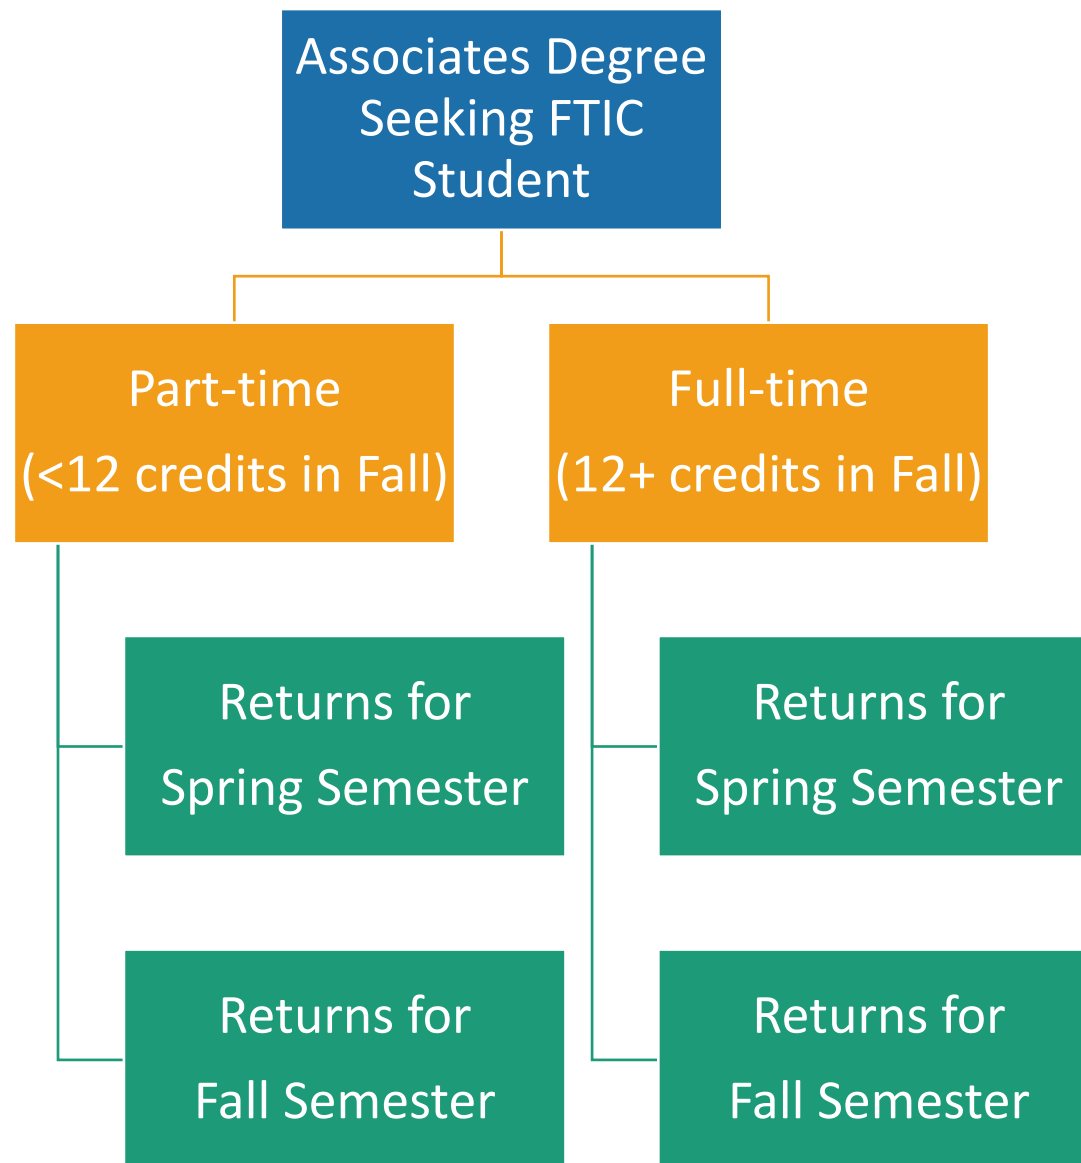 Associates Degree
Seeking FTIC
Student
Part-time
(<12 credits in Fall)
Full-time
(12+ credits in Fall)
Returns for
Spring Semester
Returns for
Spring Semester
Returns for
Fall Semester
Returns for
Fall Semester